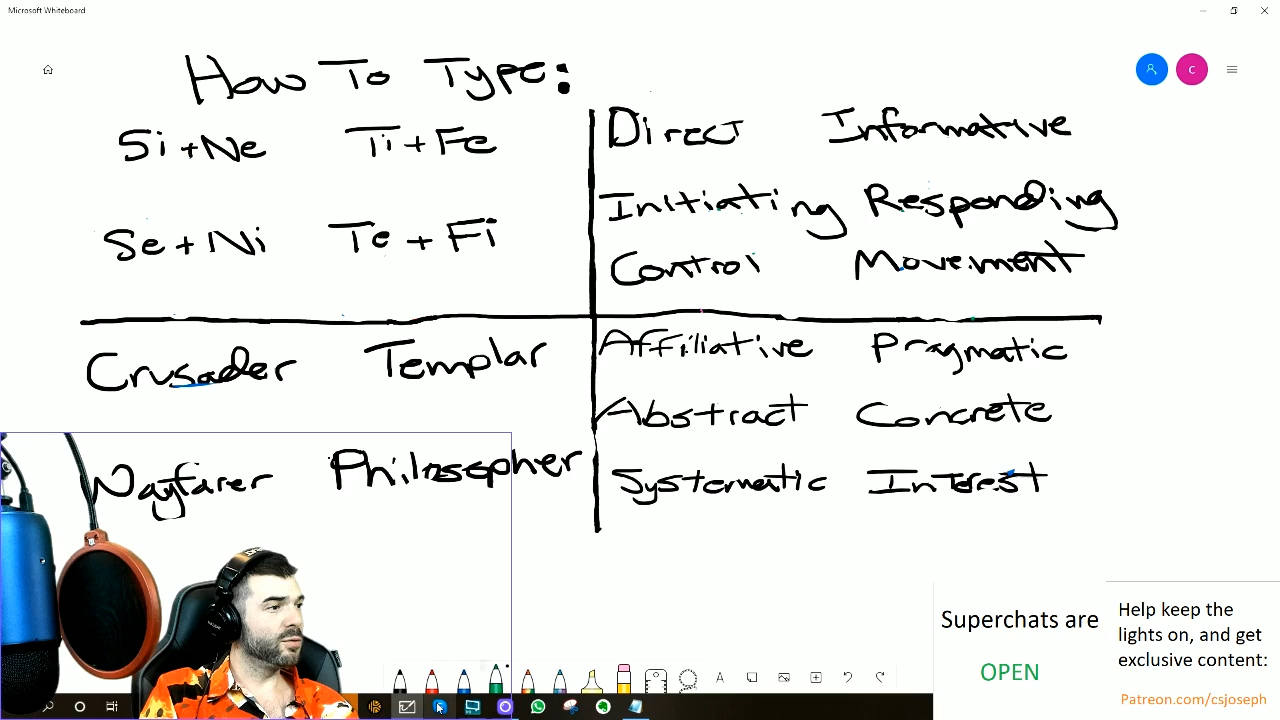 Microsoft Whiteboard
How To Type:
Si + Ne Ti + Fe
Se + Ni Te + Fi
Direct Informative
Initiating Responding
Control Movement
Crusader Templar
Wayfarer Philosopher
Affiliative Pragmatic
Abstract Concrete
Systematic Interest
C
Superchats are
OPEN
Help keep the
lights on, and get
exclusive content:
Patreon.com/csjoseph
A